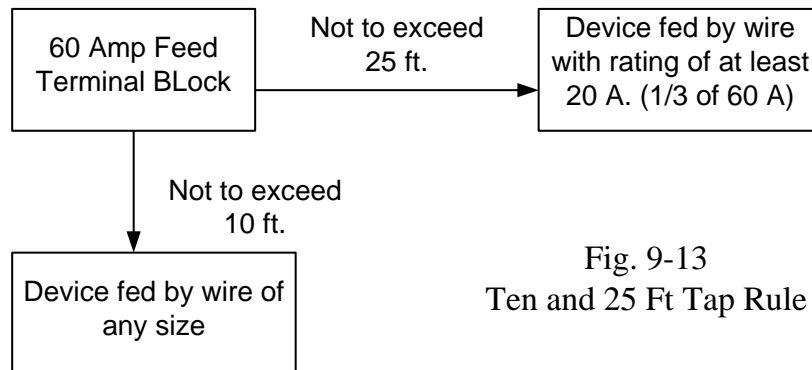 60 Amp Feed
Terminal BLock
Not to exceed
25 ft.
Device fed by wire
with rating of at least
20 A. (1/3 of 60 A)
Not to exceed
10 ft.
Device fed by wire of
any size
Fig. 9-13
Ten and 25 Ft Tap Rule